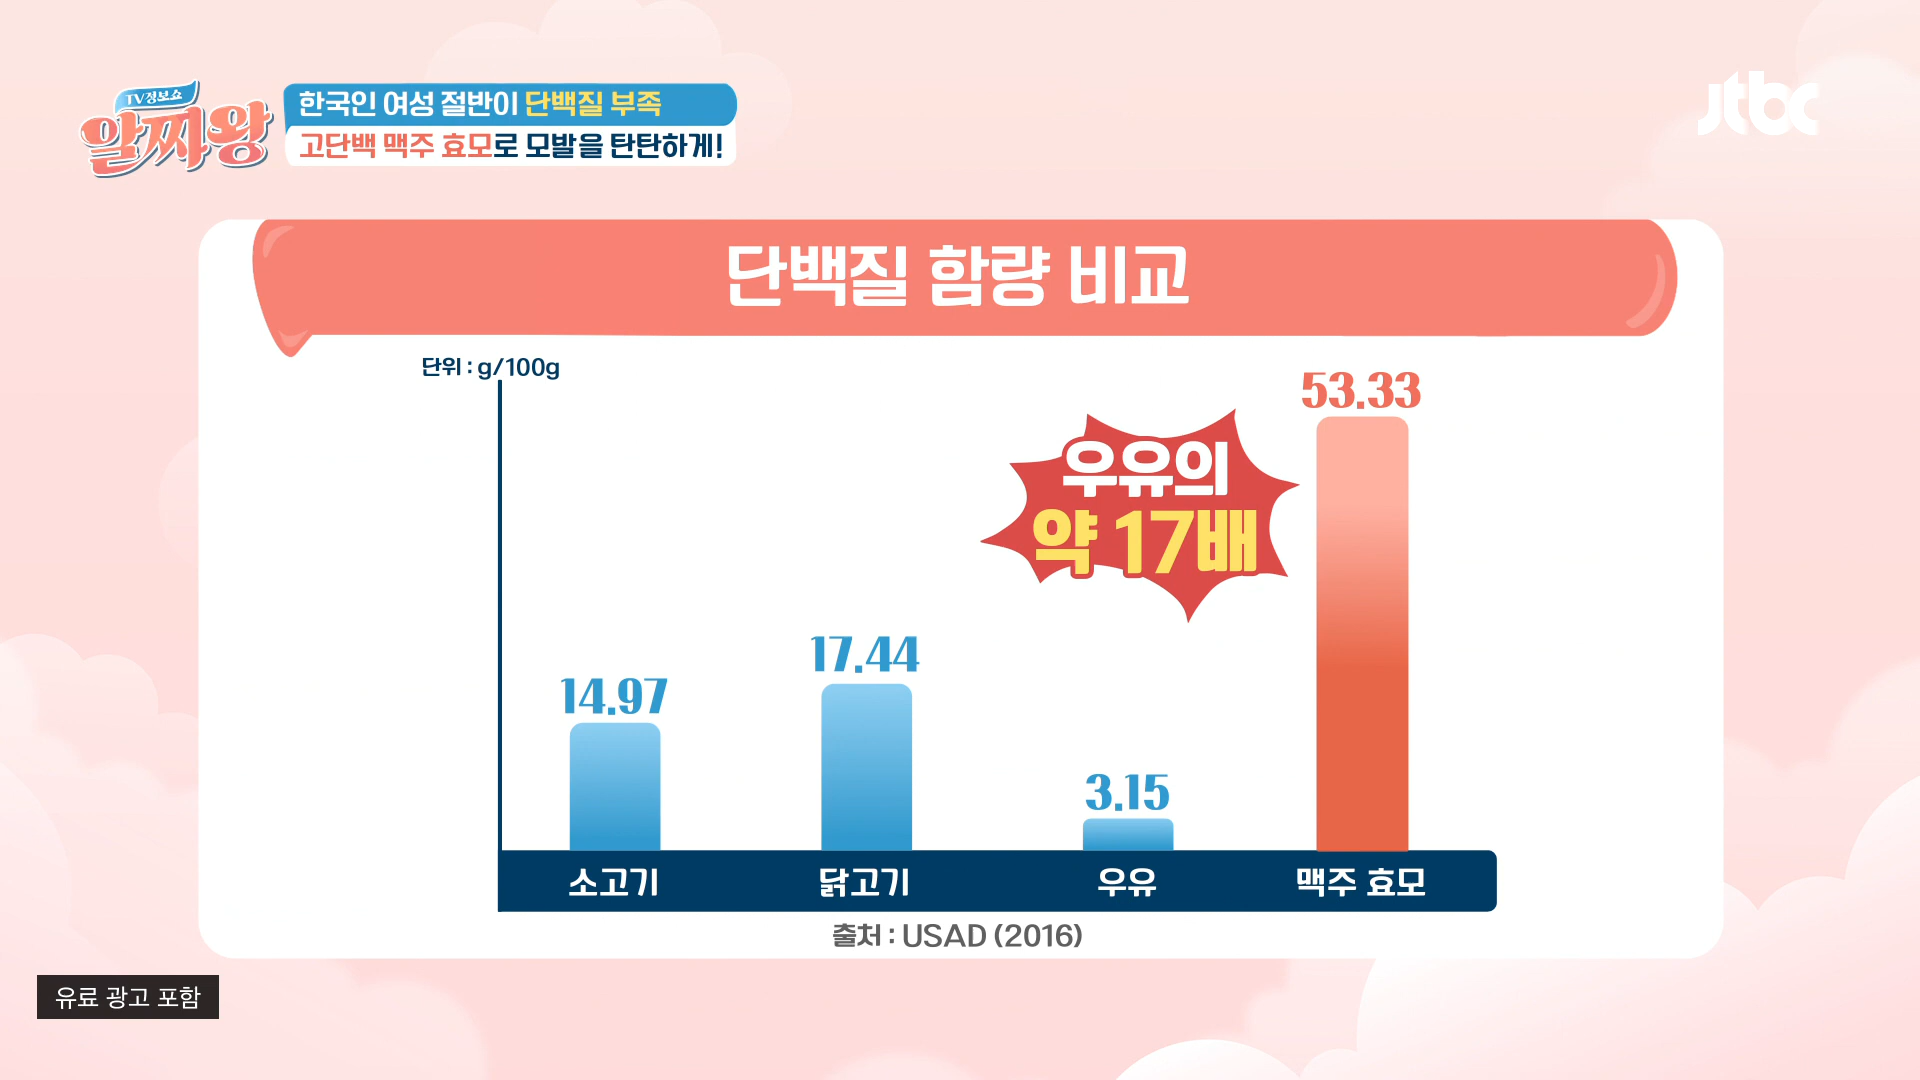 TV정보쇼
알짜왕
한국인 여성 절반이 단백질 부족
고단백 맥주 효모로 모발을 탄탄하게!
jtbc
단백질 함량 비교
단위 : g/100g
53.33
우유의
약 17배
17.44
14.97
3.15
소고기
닭고기
우유
맥주 효모
출처 : USAD (2016)
유료 광고 포함